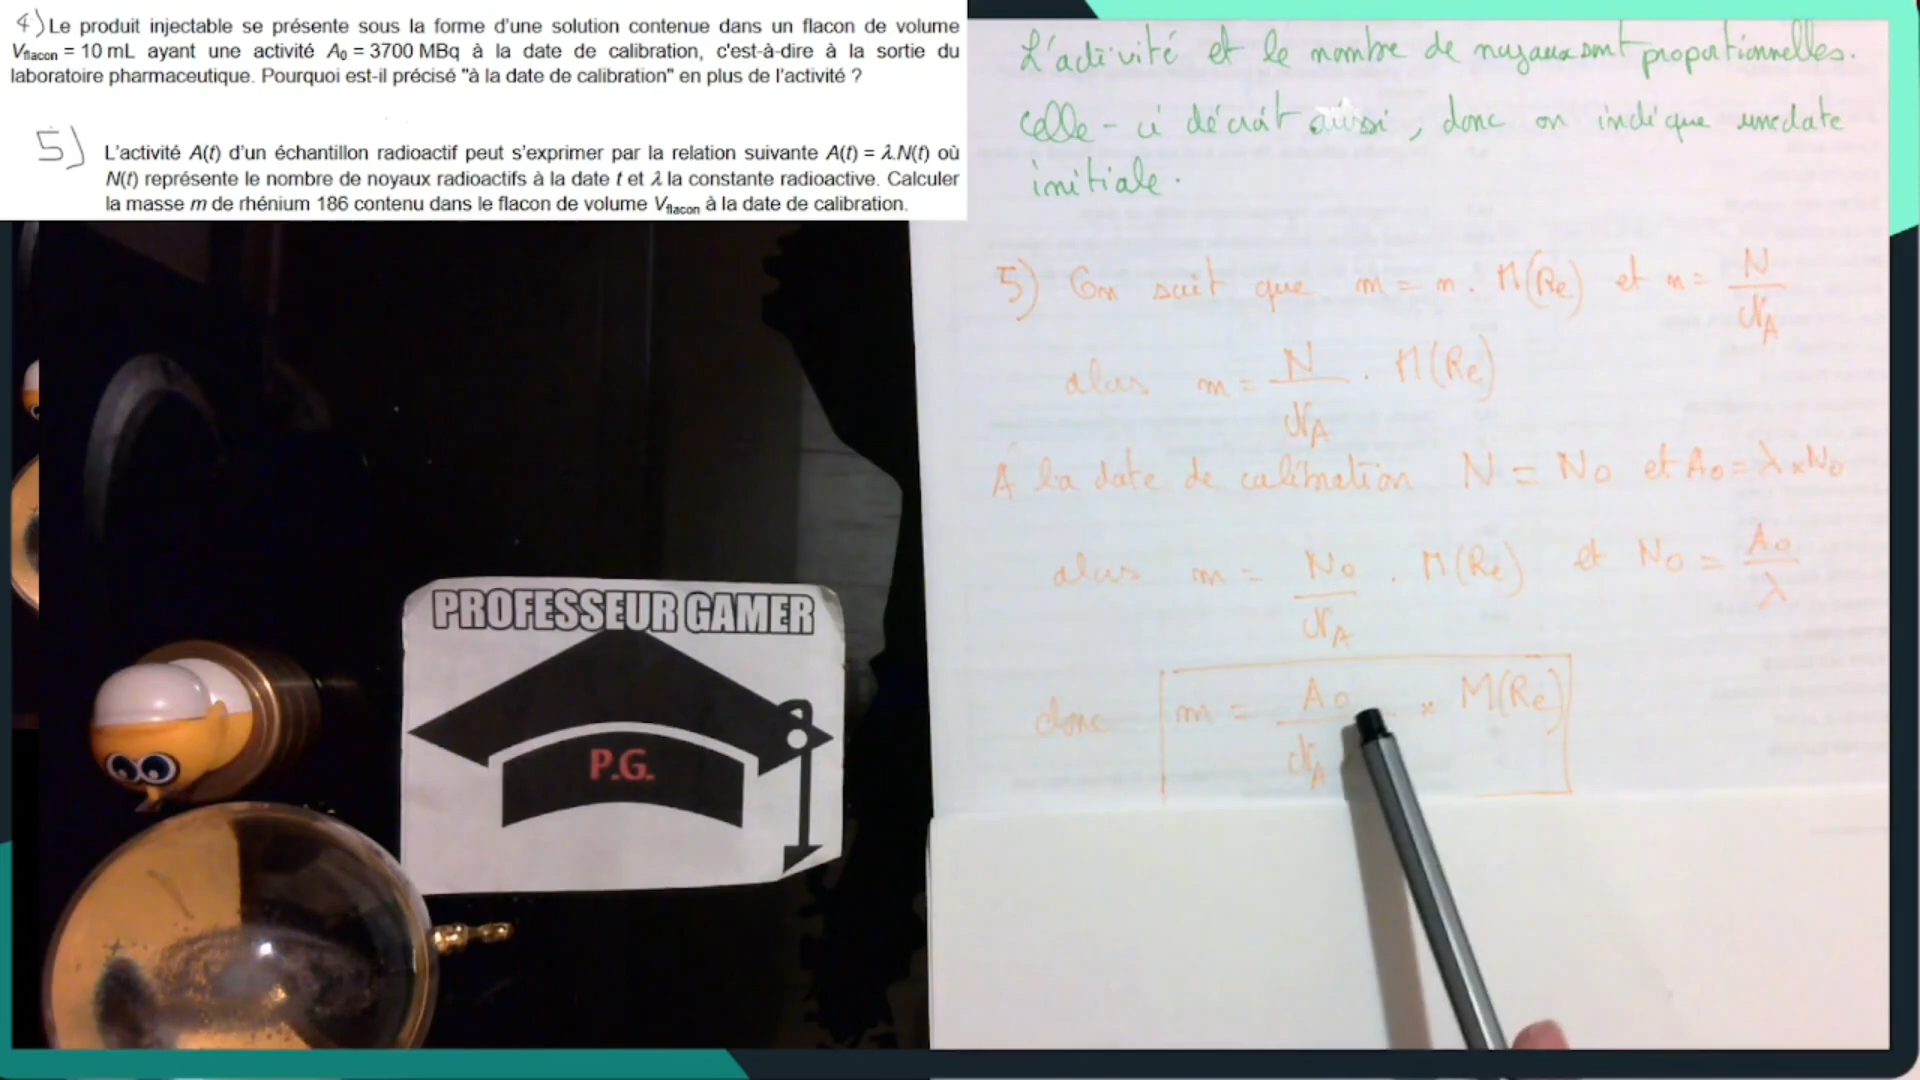 4) Le produit injectable se présente sous la forme d'une solution contenue dans un flacon de volume
Vflacon = 10 mL ayant une activité A0 = 3700 MBq à la date de calibration, c'est-à-dire à la sortie du
laboratoire pharmaceutique. Pourquoi est-il précisé "à la date de calibration" en plus de l'activité ?
5)
L'activité A(t) d'un échantillon radioactif peut s'exprimer par la relation suivante A(t) = λ.N(t) où
N(t) représente le nombre de noyaux radioactifs à la date t et λ la constante radioactive. Calculer
la masse m de rhénium 186 contenu dans le flacon de volume Vflacon à la date de calibration.
L'activité et le nombre de noyaux sont proportionnelles.
celle-ci décroit aussi, donc on indique une date
initiale.
5) On sait que m = n . M(Re) et n = N/NA
alors m = N/NA . M(Re)
A la date de calibration N = N0 et A0 = λ x N0
alors m = N0/NA . M(Re) et N0 = A0/λ
donc m = A0/NA x M(Re)
PROFESSEUR GAMER
P.G.